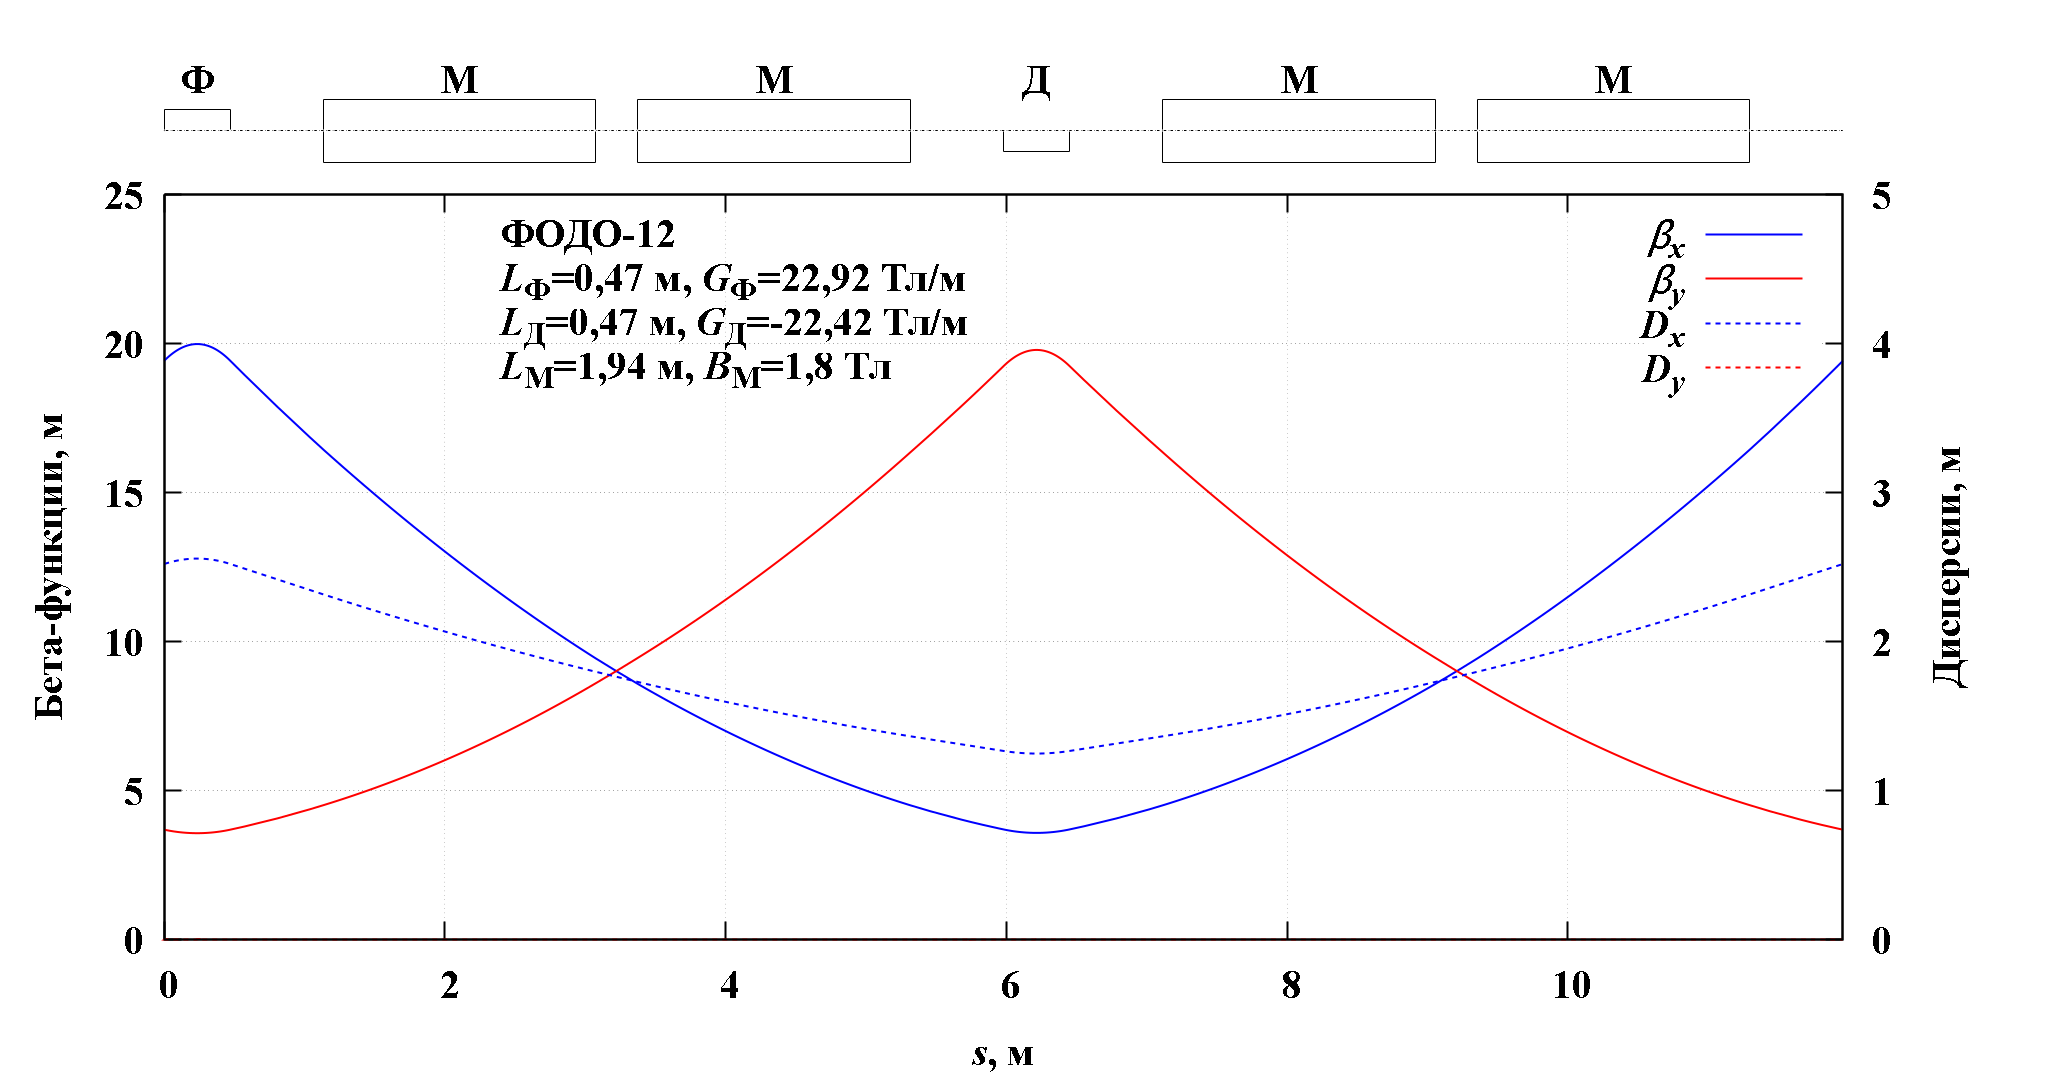 Ф М М Д М М
25
20
15
10
5
0
Бета-функции, м
ФОДО-12
LФ=0,47 м, GФ=22,92 Тл/м
LД=0,47 м, GД=-22,42 Тл/м
LМ=1,94 м, BМ=1,8 Тл
βx
βy
Dx
Dy
5
4
3
2
1
0
Дисперсии, м
0 2 4 6 8 10
s, м